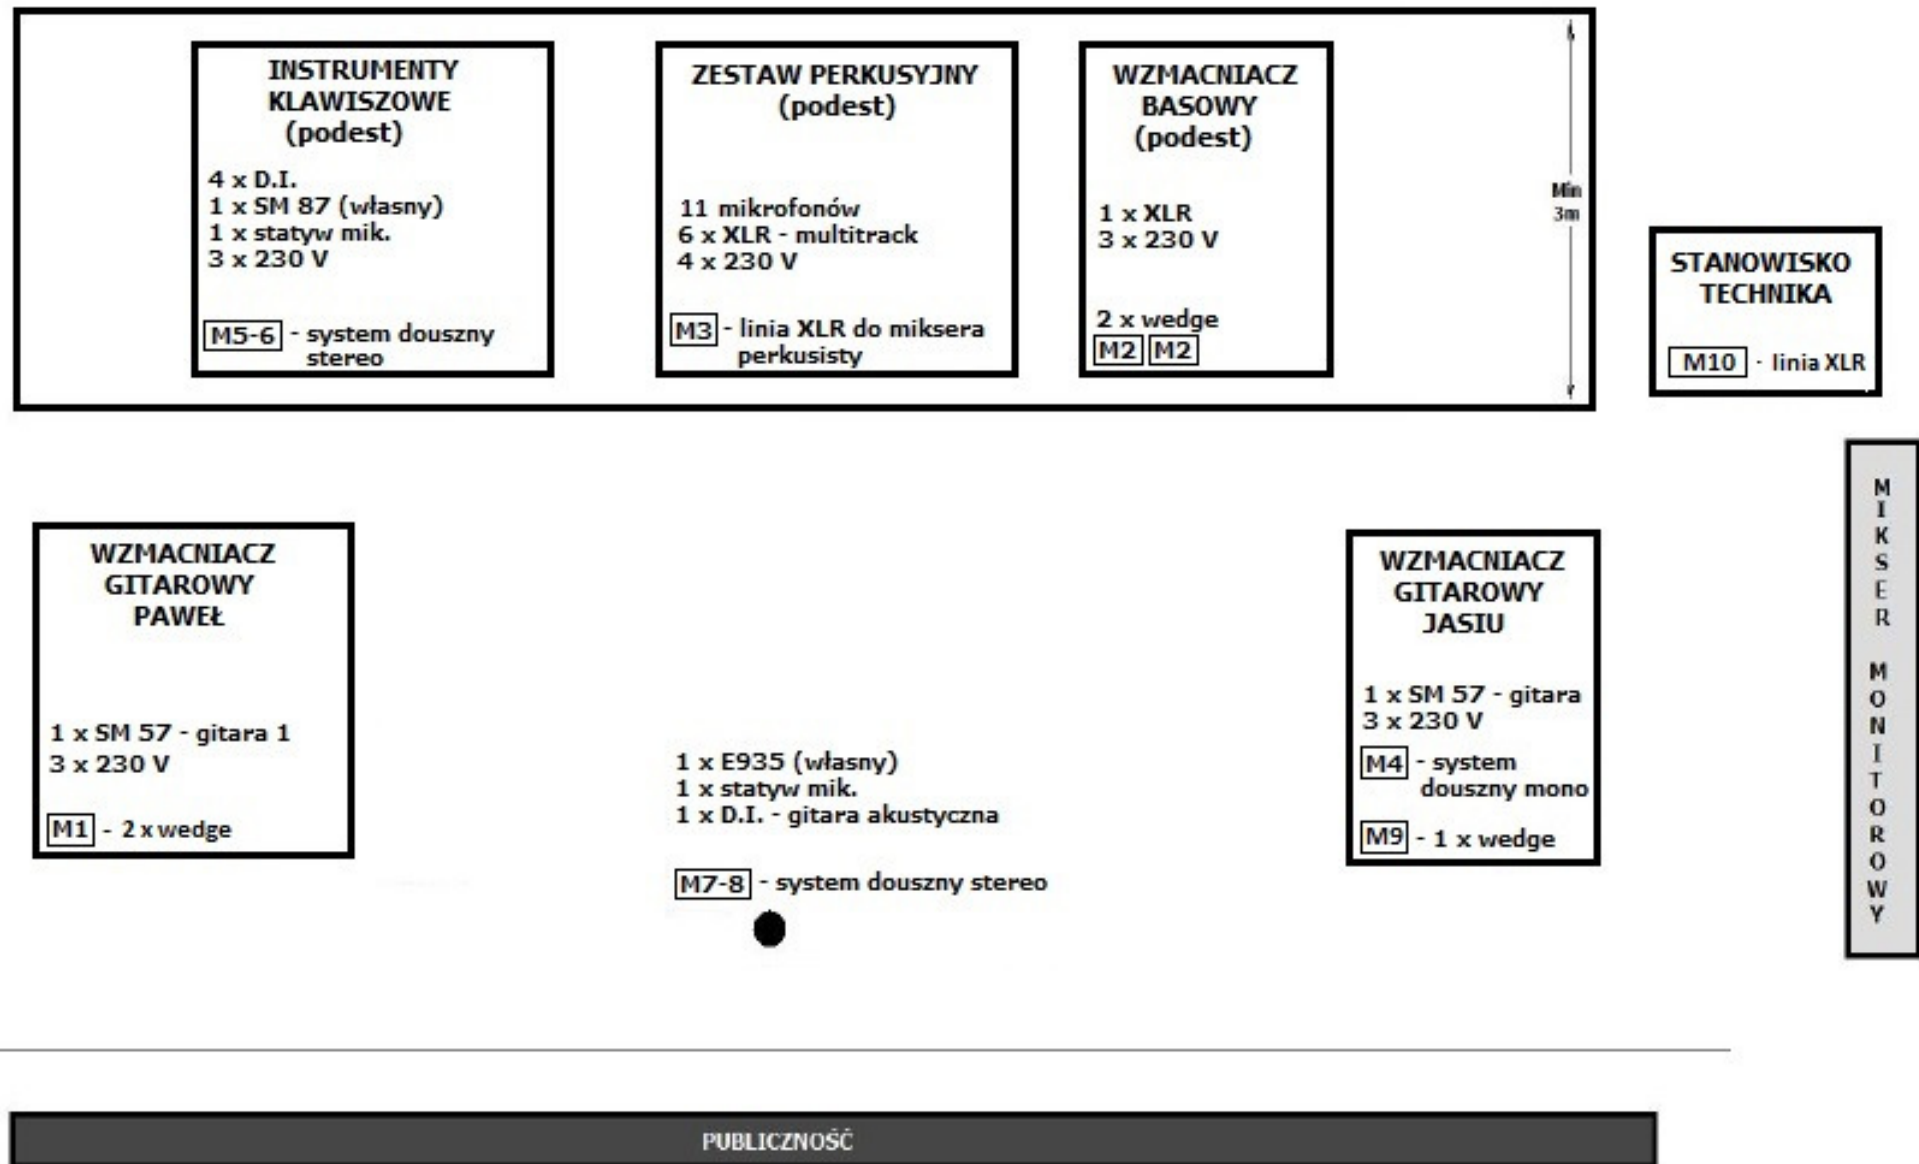 INSTRUMENTY
KLAWISZOWE
(podest)
4 x D.I.
1 x SM 87 (własny)
1 x statyw mik.
3 x 230 V
M5-6 - system douszny
stereo
ZESTAW PERKUSYJNY
(podest)
11 mikrofonów
6 x XLR - multitrack
4 x 230 V
M3 - linia XLR do miksera
perkusisty
WZMACNIACZ
BASOWY
(podest)
1 x XLR
3 x 230 V
2 x wedge
M2 M2
Min
3m
STANOWISKO
TECHNIKA
M10 - linia XLR
MIKSER MONITOROWY
WZMACNIACZ
GITAROWY
PAWEŁ
1 x SM 57 - gitara 1
3 x 230 V
M1 - 2 x wedge
1 x E935 (własny)
1 x statyw mik.
1 x D.I. - gitara akustyczna
M7-8 - system douszny stereo
WZMACNIACZ
GITAROWY
JASIU
1 x SM 57 - gitara
3 x 230 V
M4 - system
douszny mono
M9 - 1 x wedge
PUBLICZNOŚĆ